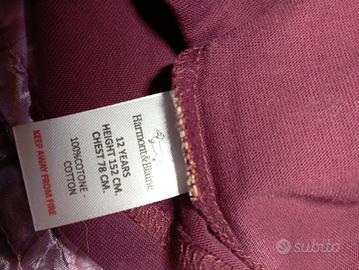 Harmont&Blaine
12 YEARS
HEIGHT 152 CM.
CHEST 78 CM.
100%COTONE -
COTTON
KEEP AWAY FROM FIRE
subito